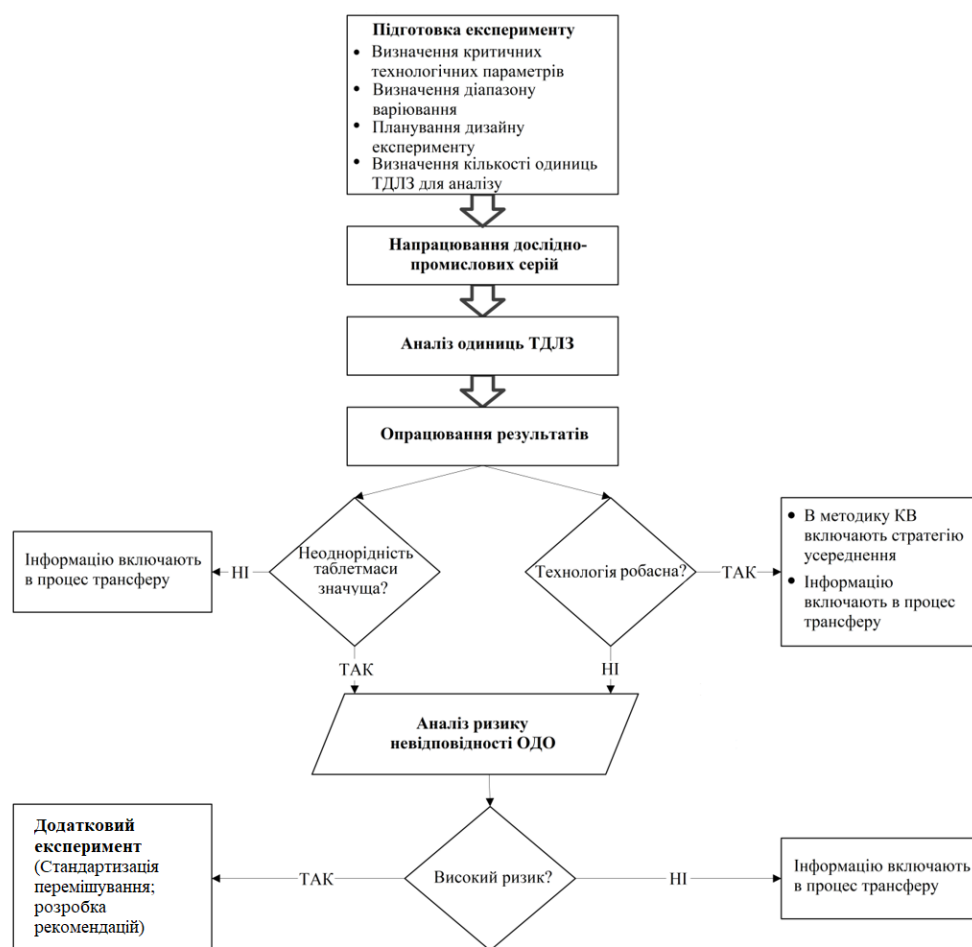 Підготовка експерименту
• Визначення критичних
технологічних параметрів
• Визначення діапазону
варіювання
• Планування дизайну
експерименту
• Визначення кількості одиниць
ТДЛЗ для аналізу
Напрацювання дослідно-
промислових серій
Аналіз одиниць ТДЛЗ
Опрацювання результатів
Інформацію включають
в процес трансферу
НІ
Неоднорідність
таблетмаси
значуща?
Технологія робасна?
ТАК
• В методику КВ
включають стратегію
усереднення
• Інформацію
включають в процес
трансферу
ТАК
НІ
Аналіз ризику
невідповідності ОДО
Додатковий
експеримент
(Стандартизація
перемішування;
розробка
рекомендацій)
ТАК
Високий ризик?
НІ
Інформацію включають
в процес трансферу